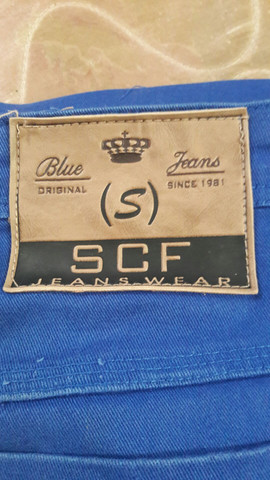 Blue Jeans
ORIGINAL SINCE 1981
(S)
SCF
JEANS WEAR